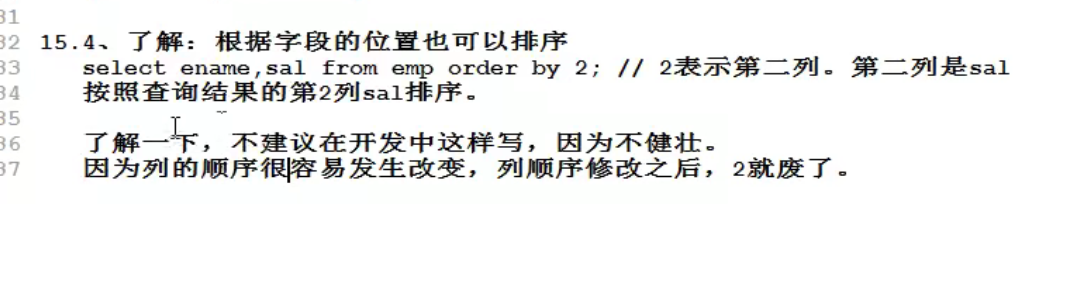 31
32 15.4、了解：根据字段的位置也可以排序
33 select ename,sal from emp order by 2; // 2表示第二列。第二列是sal
34 按照查询结果的第2列sal排序。
35
36 了解一下，不建议在开发中这样写，因为不健壮。
37 因为列的顺序很容易发生改变，列顺序修改之后，2就废了。